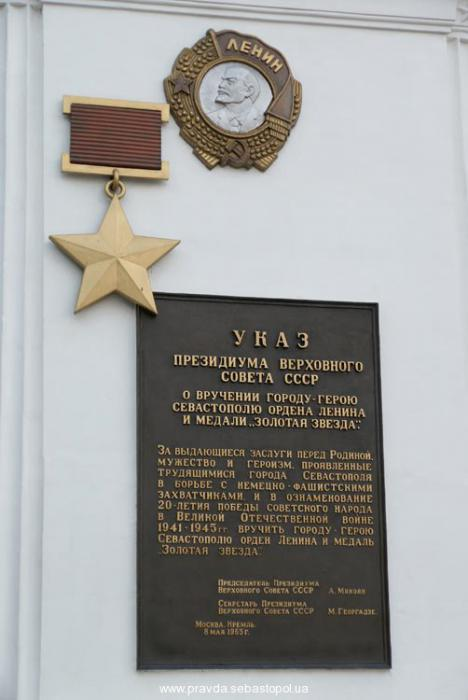 ЛЕНИН
УКАЗ
ПРЕЗИДИУМА ВЕРХОВНОГО
СОВЕТА СССР
О ВРУЧЕНИИ ГОРОДУ-ГЕРОЮ
СЕВАСТОПОЛЮ ОРДЕНА ЛЕНИНА
И МЕДАЛИ „ЗОЛОТАЯ ЗВЕЗДА".
За выдающиеся заслуги перед Родиной,
мужество и героизм, проявленные
трудящимися города Севастополя
в борьбе с немецко-фашистскими
захватчиками, и в ознаменование
20-летия победы советского народа
в Великой Отечественной войне
1941-1945 гг. вручить городу-герою
Севастополю орден Ленина и медаль
„Золотая звезда".
Председатель Президиума
Верховного Совета СССР А. Микоян
Секретарь Президиума
Верховного Совета СССР М. Георгадзе.
Москва. Кремль.
8 мая 1965 г.
www.pravda.sebastopol.ua